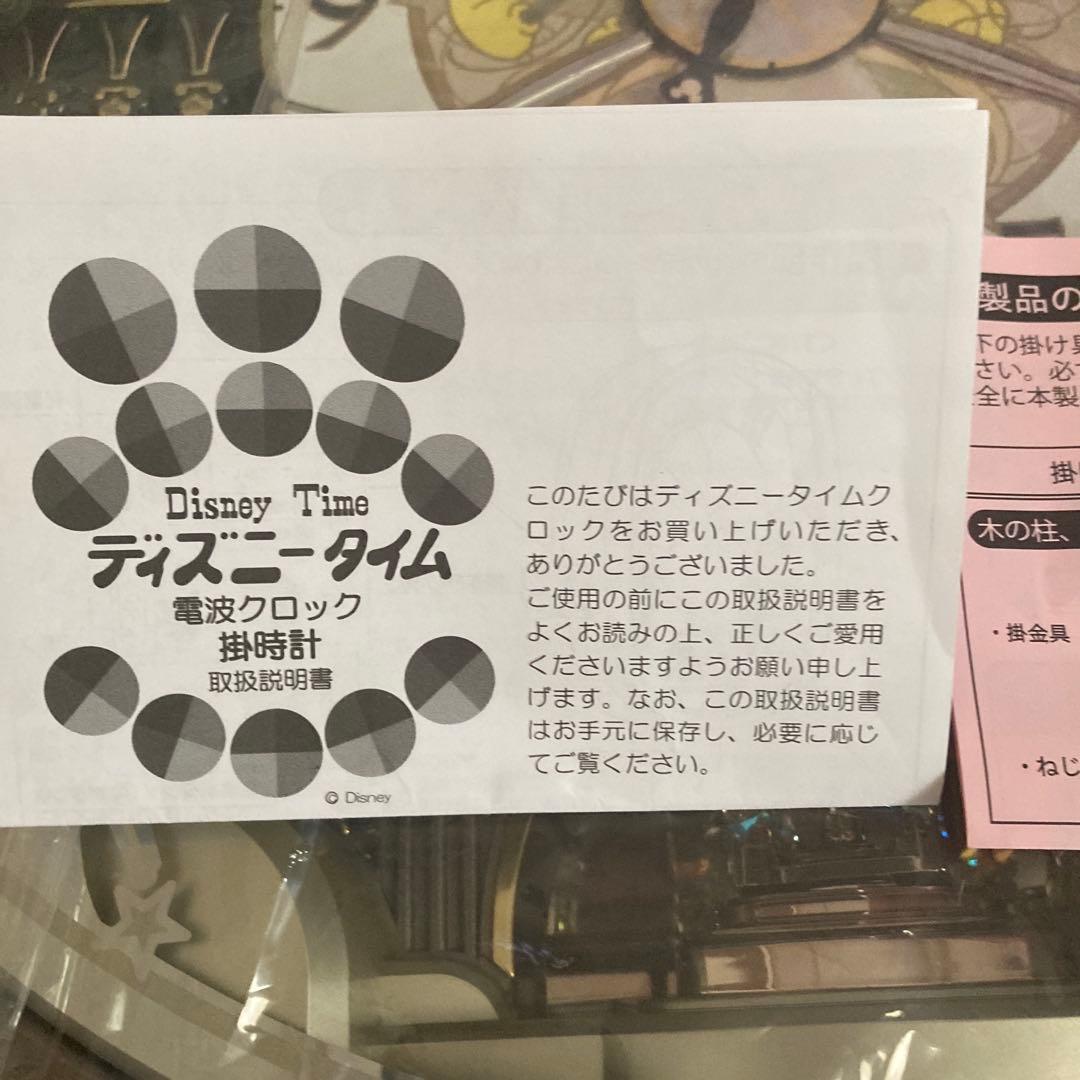 Disney Time
ディズニータイム
電波クロック
掛時計
取扱説明書
© Disney
このたびはディズニータイムク
ロックをお買い上げいただき、
ありがとうございました。
ご使用の前にこの取扱説明書を
よくお読みの上、正しくご愛用
くださいますようお願い申し上
げます。なお、この取扱説明書
はお手元に保存し、必要に応じ
てご覧ください。
製品の
下の掛け具
さい。必
全に本製
掛
木の柱、
・掛金具
・ねじ